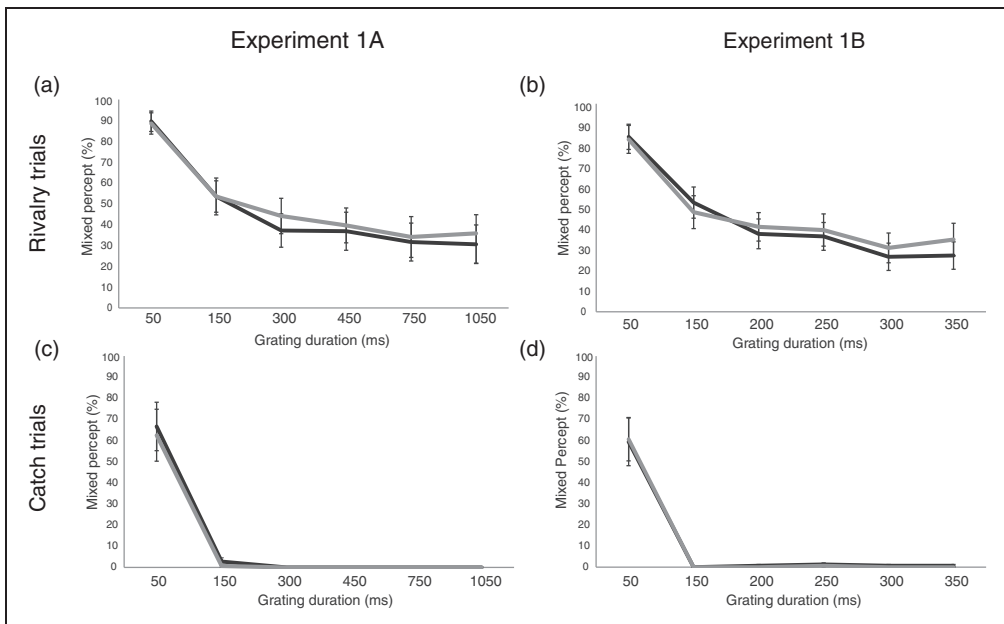 Experiment 1A
Experiment 1B
Rivalry trials
Catch trials
(a)
Mixed percept (%)
100
90
80
70
60
50
40
30
20
10
0
50 150 300 450 750 1050
Grating duration (ms)
(b)
Mixed percept (%)
100
90
80
70
60
50
40
30
20
10
0
50 150 200 250 300 350
Grating duration (ms)
(c)
Mixed percept (%)
100
90
80
70
60
50
40
30
20
10
0
50 150 300 450 750 1050
Grating duration (ms)
(d)
Mixed Percept (%)
100
90
80
70
60
50
40
30
20
10
0
50 150 200 250 300 350
Grating duration (ms)